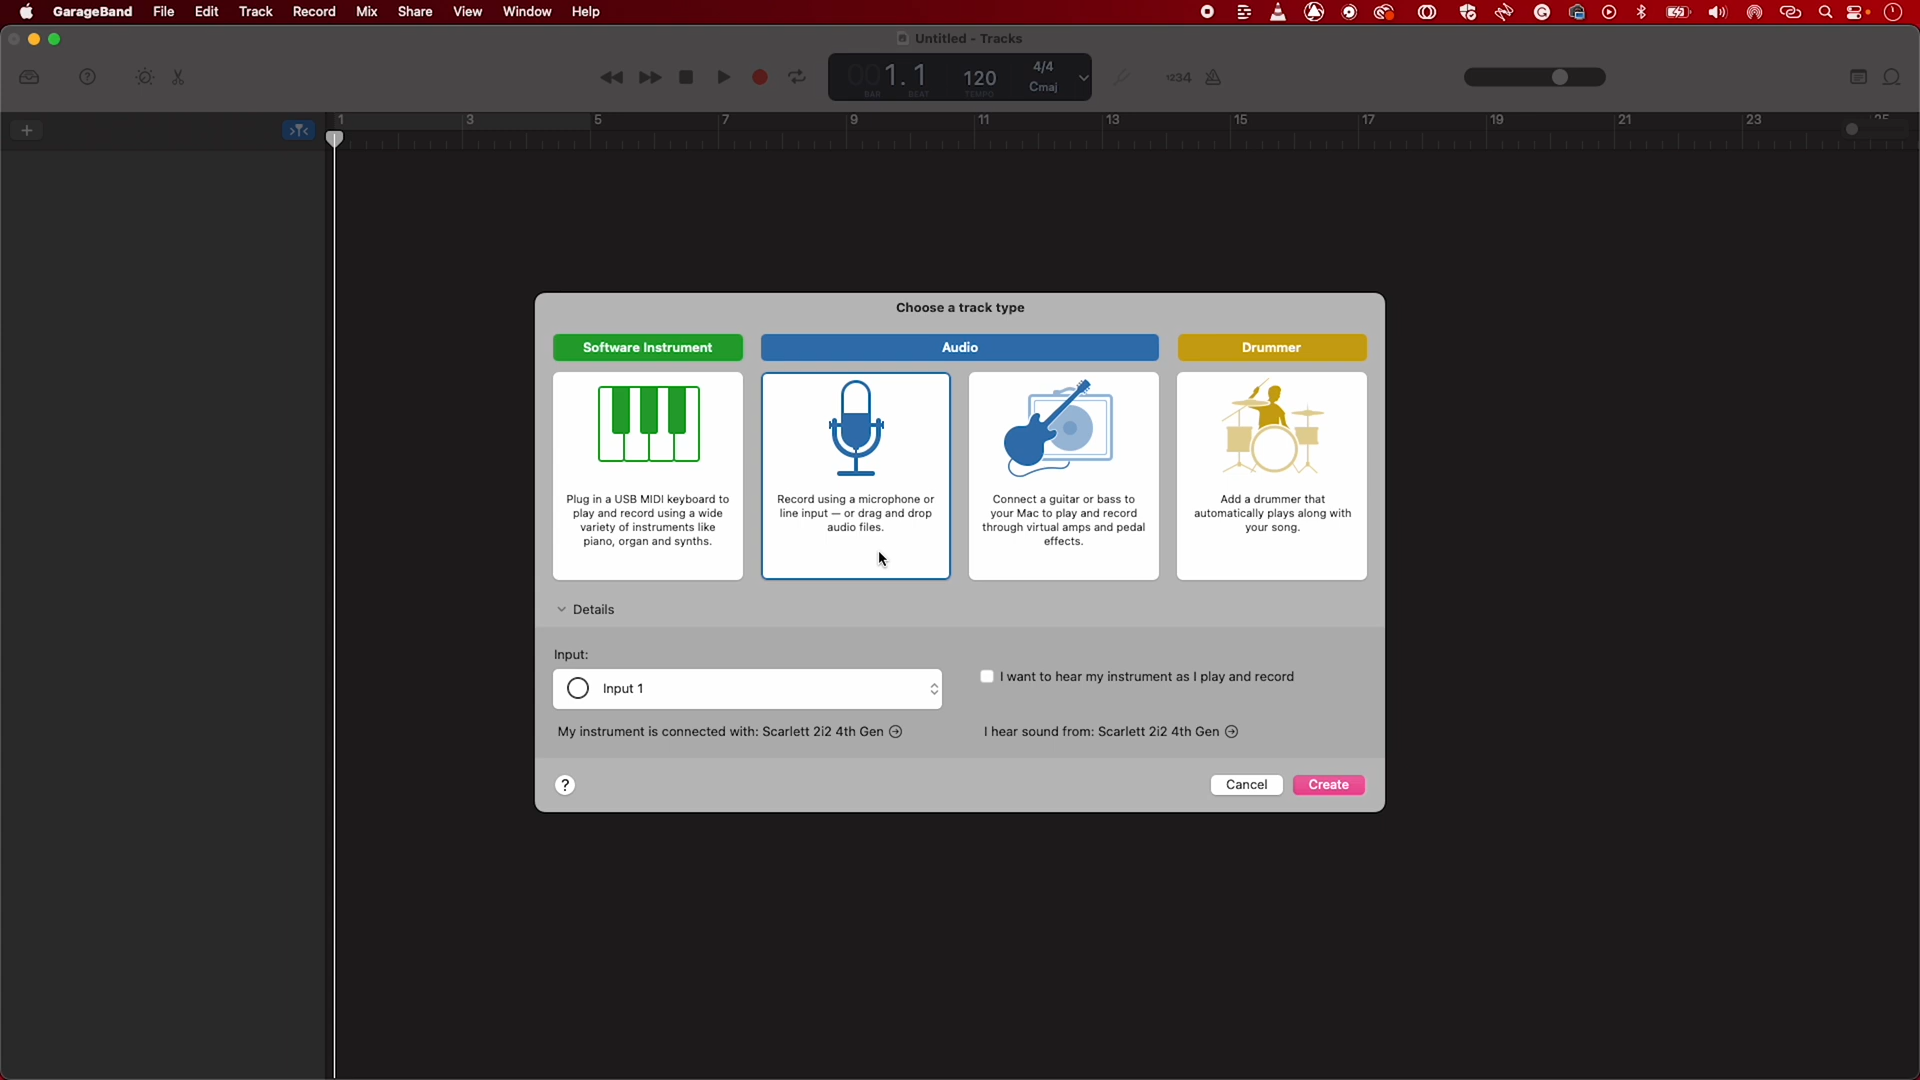 GarageBand File Edit Track Record Mix Share View Window Help
Untitled - Tracks
001.1 120 4/4
Cmaj
BAR BEAT TEMPO
1234
1 3 5 7 9 11 13 15 17 19 21 23 25
Choose a track type
Software Instrument Audio Drummer
Plug in a USB MIDI keyboard to
play and record using a wide
variety of instruments like
piano, organ and synths.
Record using a microphone or
line input — or drag and drop
audio files.
Connect a guitar or bass to
your Mac to play and record
through virtual amps and pedal
effects.
Add a drummer that
automatically plays along with
your song.
Details
Input:
Input 1
I want to hear my instrument as I play and record
My instrument is connected with: Scarlett 2i2 4th Gen
I hear sound from: Scarlett 2i2 4th Gen
?
Cancel Create